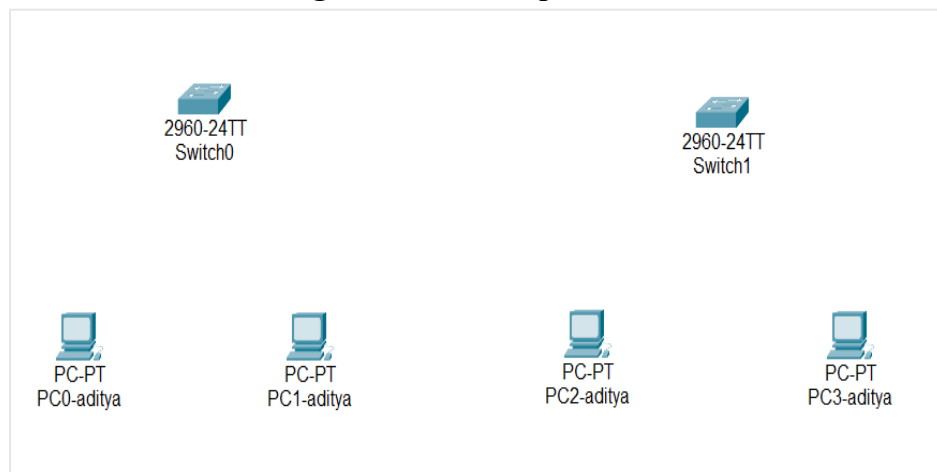 2960-24TT
Switch0
2960-24TT
Switch1
PC-PT
PC0-aditya
PC-PT
PC1-aditya
PC-PT
PC2-aditya
PC-PT
PC3-aditya